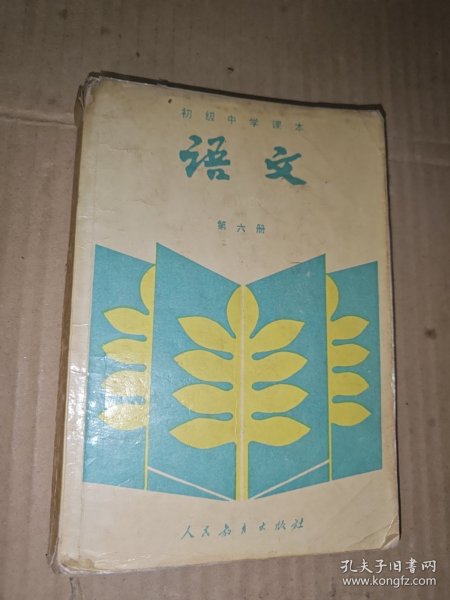 初级中学课本
语文
第六册
人民教育出版社
孔夫子旧书网
www.kongfz.com